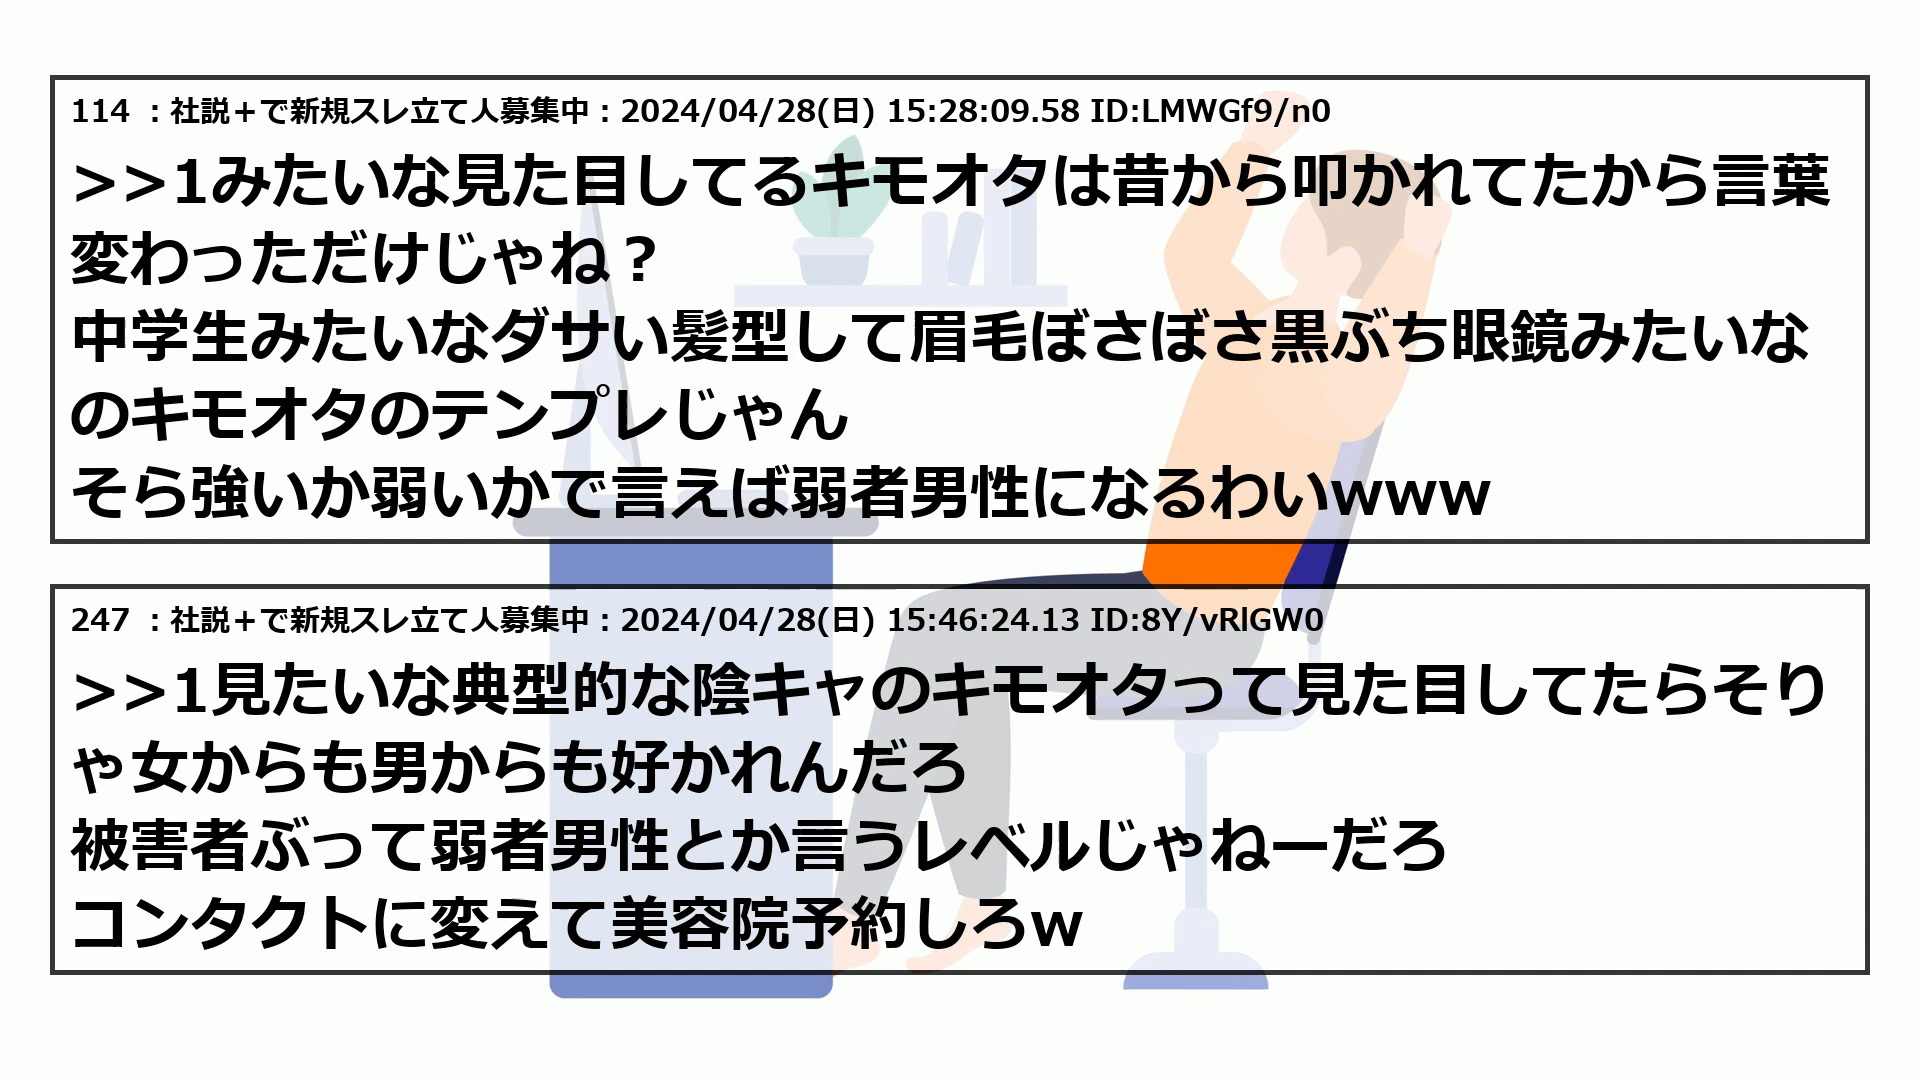 114 ：社説＋で新規スレ立て人募集中：2024/04/28(日) 15:28:09.58 ID:LMWGf9/n0
>>1みたいな見た目してるキモオタは昔から叩かれてたから言葉
変わっただけじゃね？
中学生みたいなダサい髪型して眉毛ぼさぼさ黒ぶち眼鏡みたいな
のキモオタのテンプレじゃん
そら強いか弱いかで言えば弱者男性になるわいwww
247 ：社説＋で新規スレ立て人募集中：2024/04/28(日) 15:46:24.13 ID:8Y/vRlGW0
>>1見たいな典型的な陰キャのキモオタって見た目してたらそり
ゃ女からも男からも好かれんだろ
被害者ぶって弱者男性とか言うレベルじゃねーだろ
コンタクトに変えて美容院予約しろw